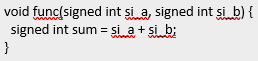 void func(signed int si_a, signed int si_b) {
signed int sum = si_a + si_b;
}